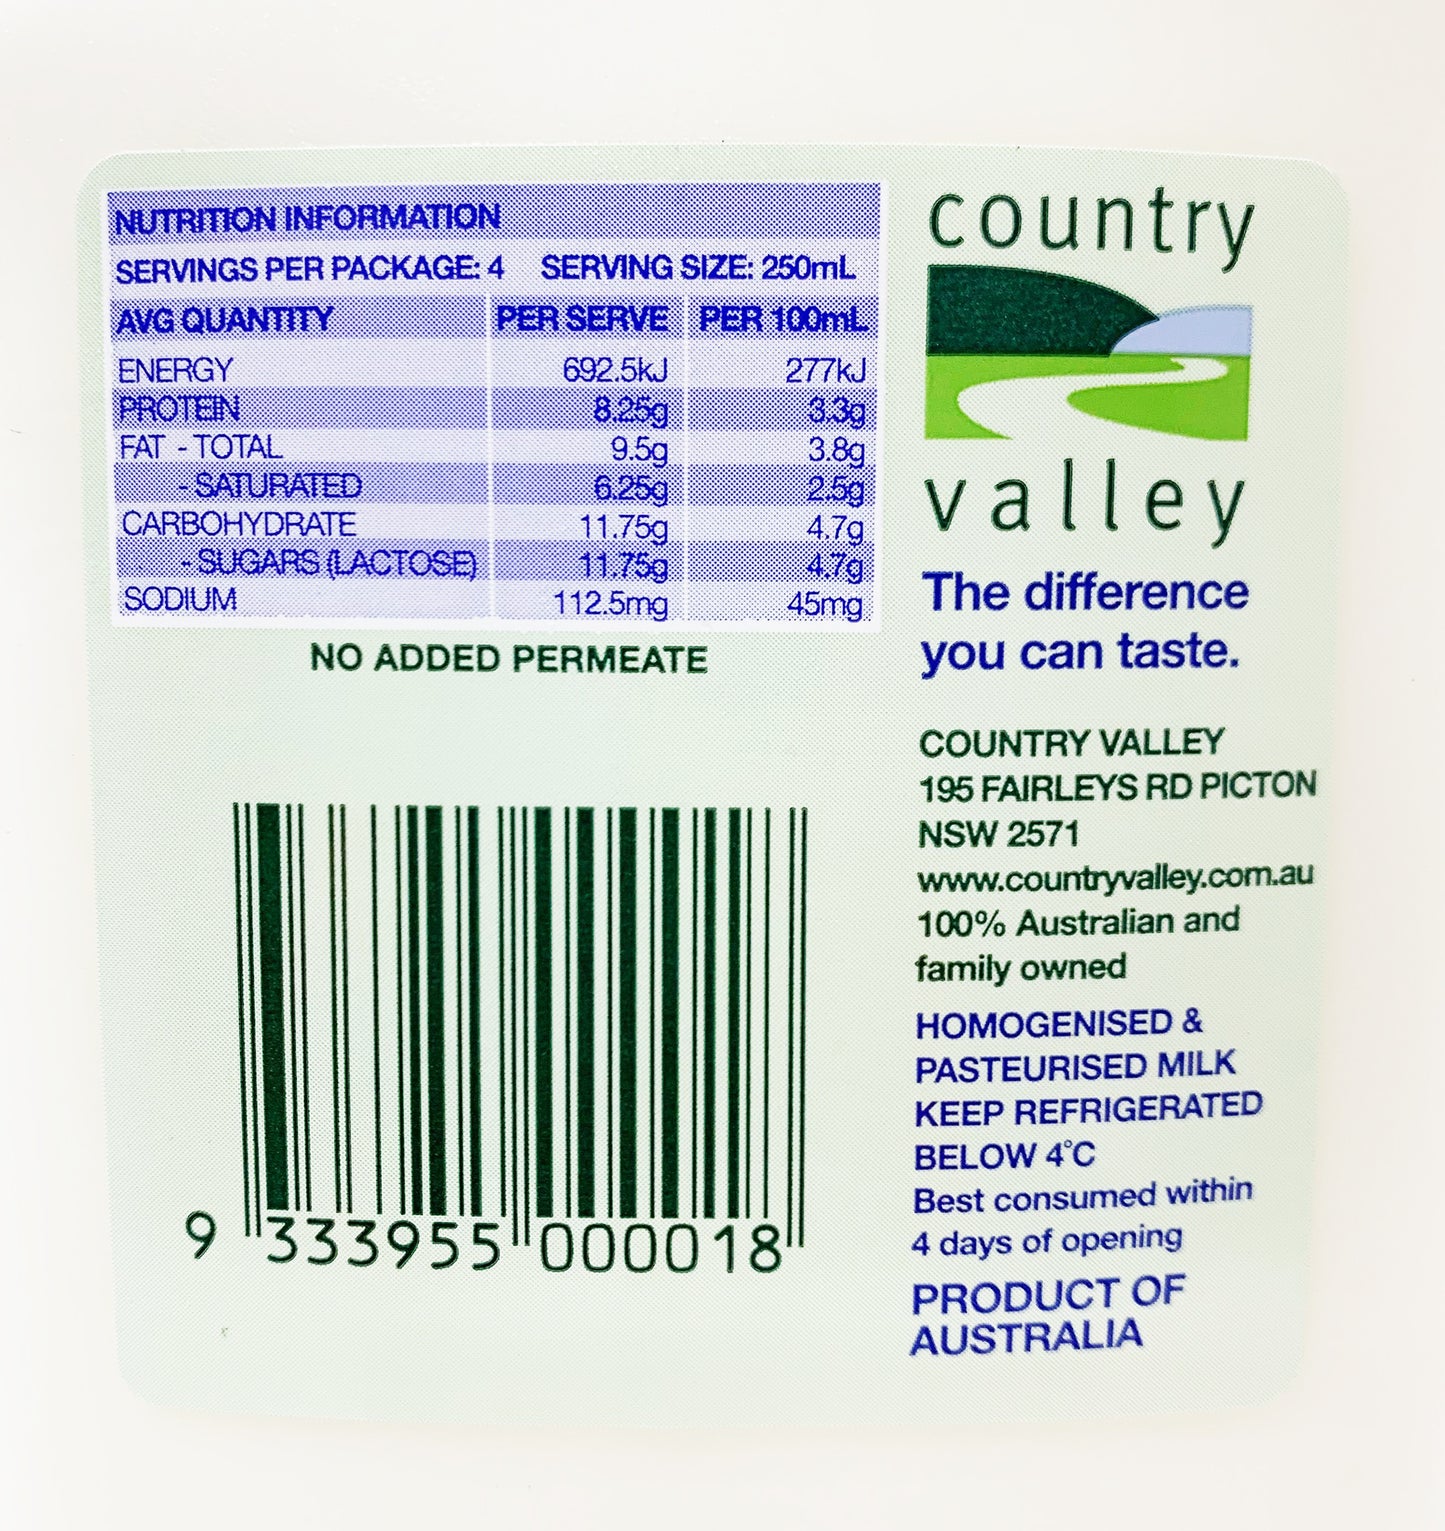 NUTRITION INFORMATION
SERVINGS PER PACKAGE: 4 SERVING SIZE: 250mL
AVG QUANTITY PER SERVE PER 100mL
ENERGY 692.5kJ 277kJ
PROTEIN 8.25g 3.3g
FAT - TOTAL 9.5g 3.8g
- SATURATED 6.25g 2.5g
CARBOHYDRATE 11.75g 4.7g
- SUGARS (LACTOSE) 11.75g 4.7g
SODIUM 112.5mg 45mg
NO ADDED PERMEATE
9 333955 000018
country
valley
The difference
you can taste.
COUNTRY VALLEY
195 FAIRLEYS RD PICTON
NSW 2571
www.countryvalley.com.au
100% Australian and
family owned
HOMOGENISED &
PASTEURISED MILK
KEEP REFRIGERATED
BELOW 4°C
Best consumed within
4 days of opening
PRODUCT OF
AUSTRALIA